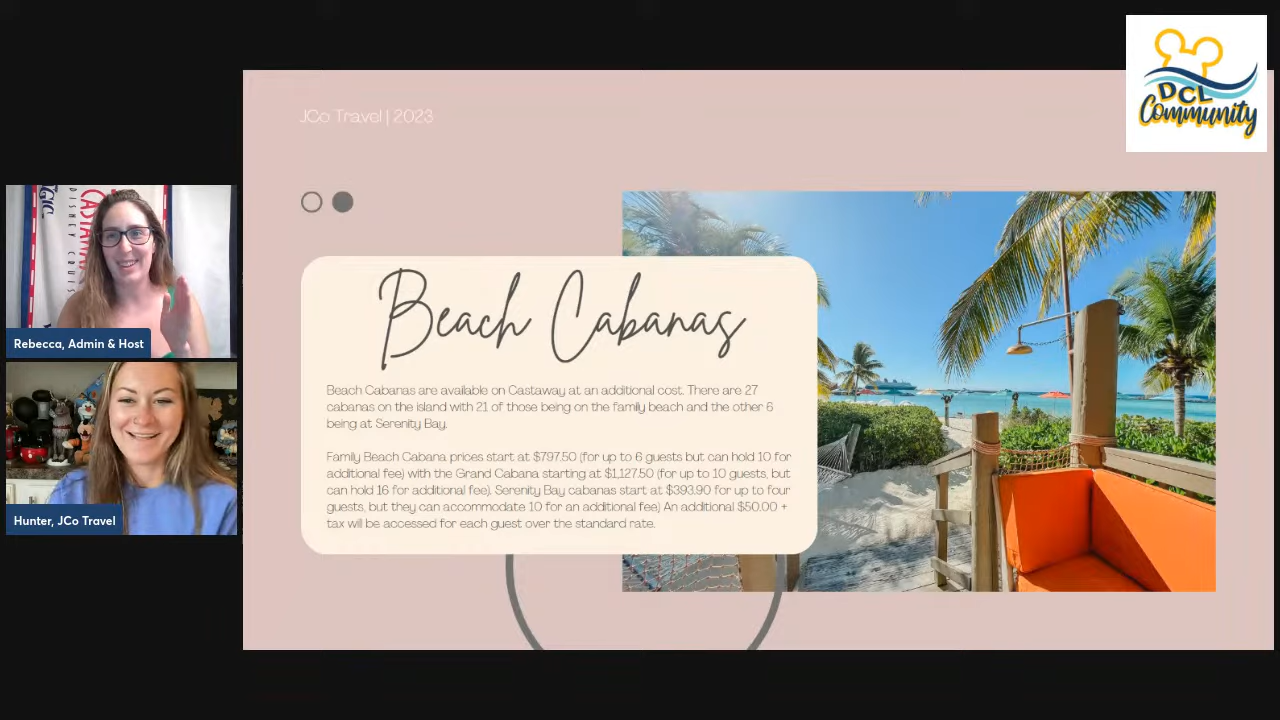 JCo Travel | 2023
DCL
Community
Beach Cabanas
Beach Cabanas are available on Castaway at an additional cost. There are 27
cabanas on the island with 21 of those being on the family beach and the other 6
being at Serenity Bay.
Family Beach Cabana prices start at $797.50 (for up to 6 guests but can hold 10 for
additional fee) with the Grand Cabana starting at $1,127.50 (for up to 10 guests, but
can hold 16 for additional fee). Serenity Bay cabanas start at $393.90 for up to four
guests, but they can accommodate 10 for an additional fee) An additional $50.00 +
tax will be accessed for each guest over the standard rate.
Rebecca, Admin & Host
Hunter, JCo Travel